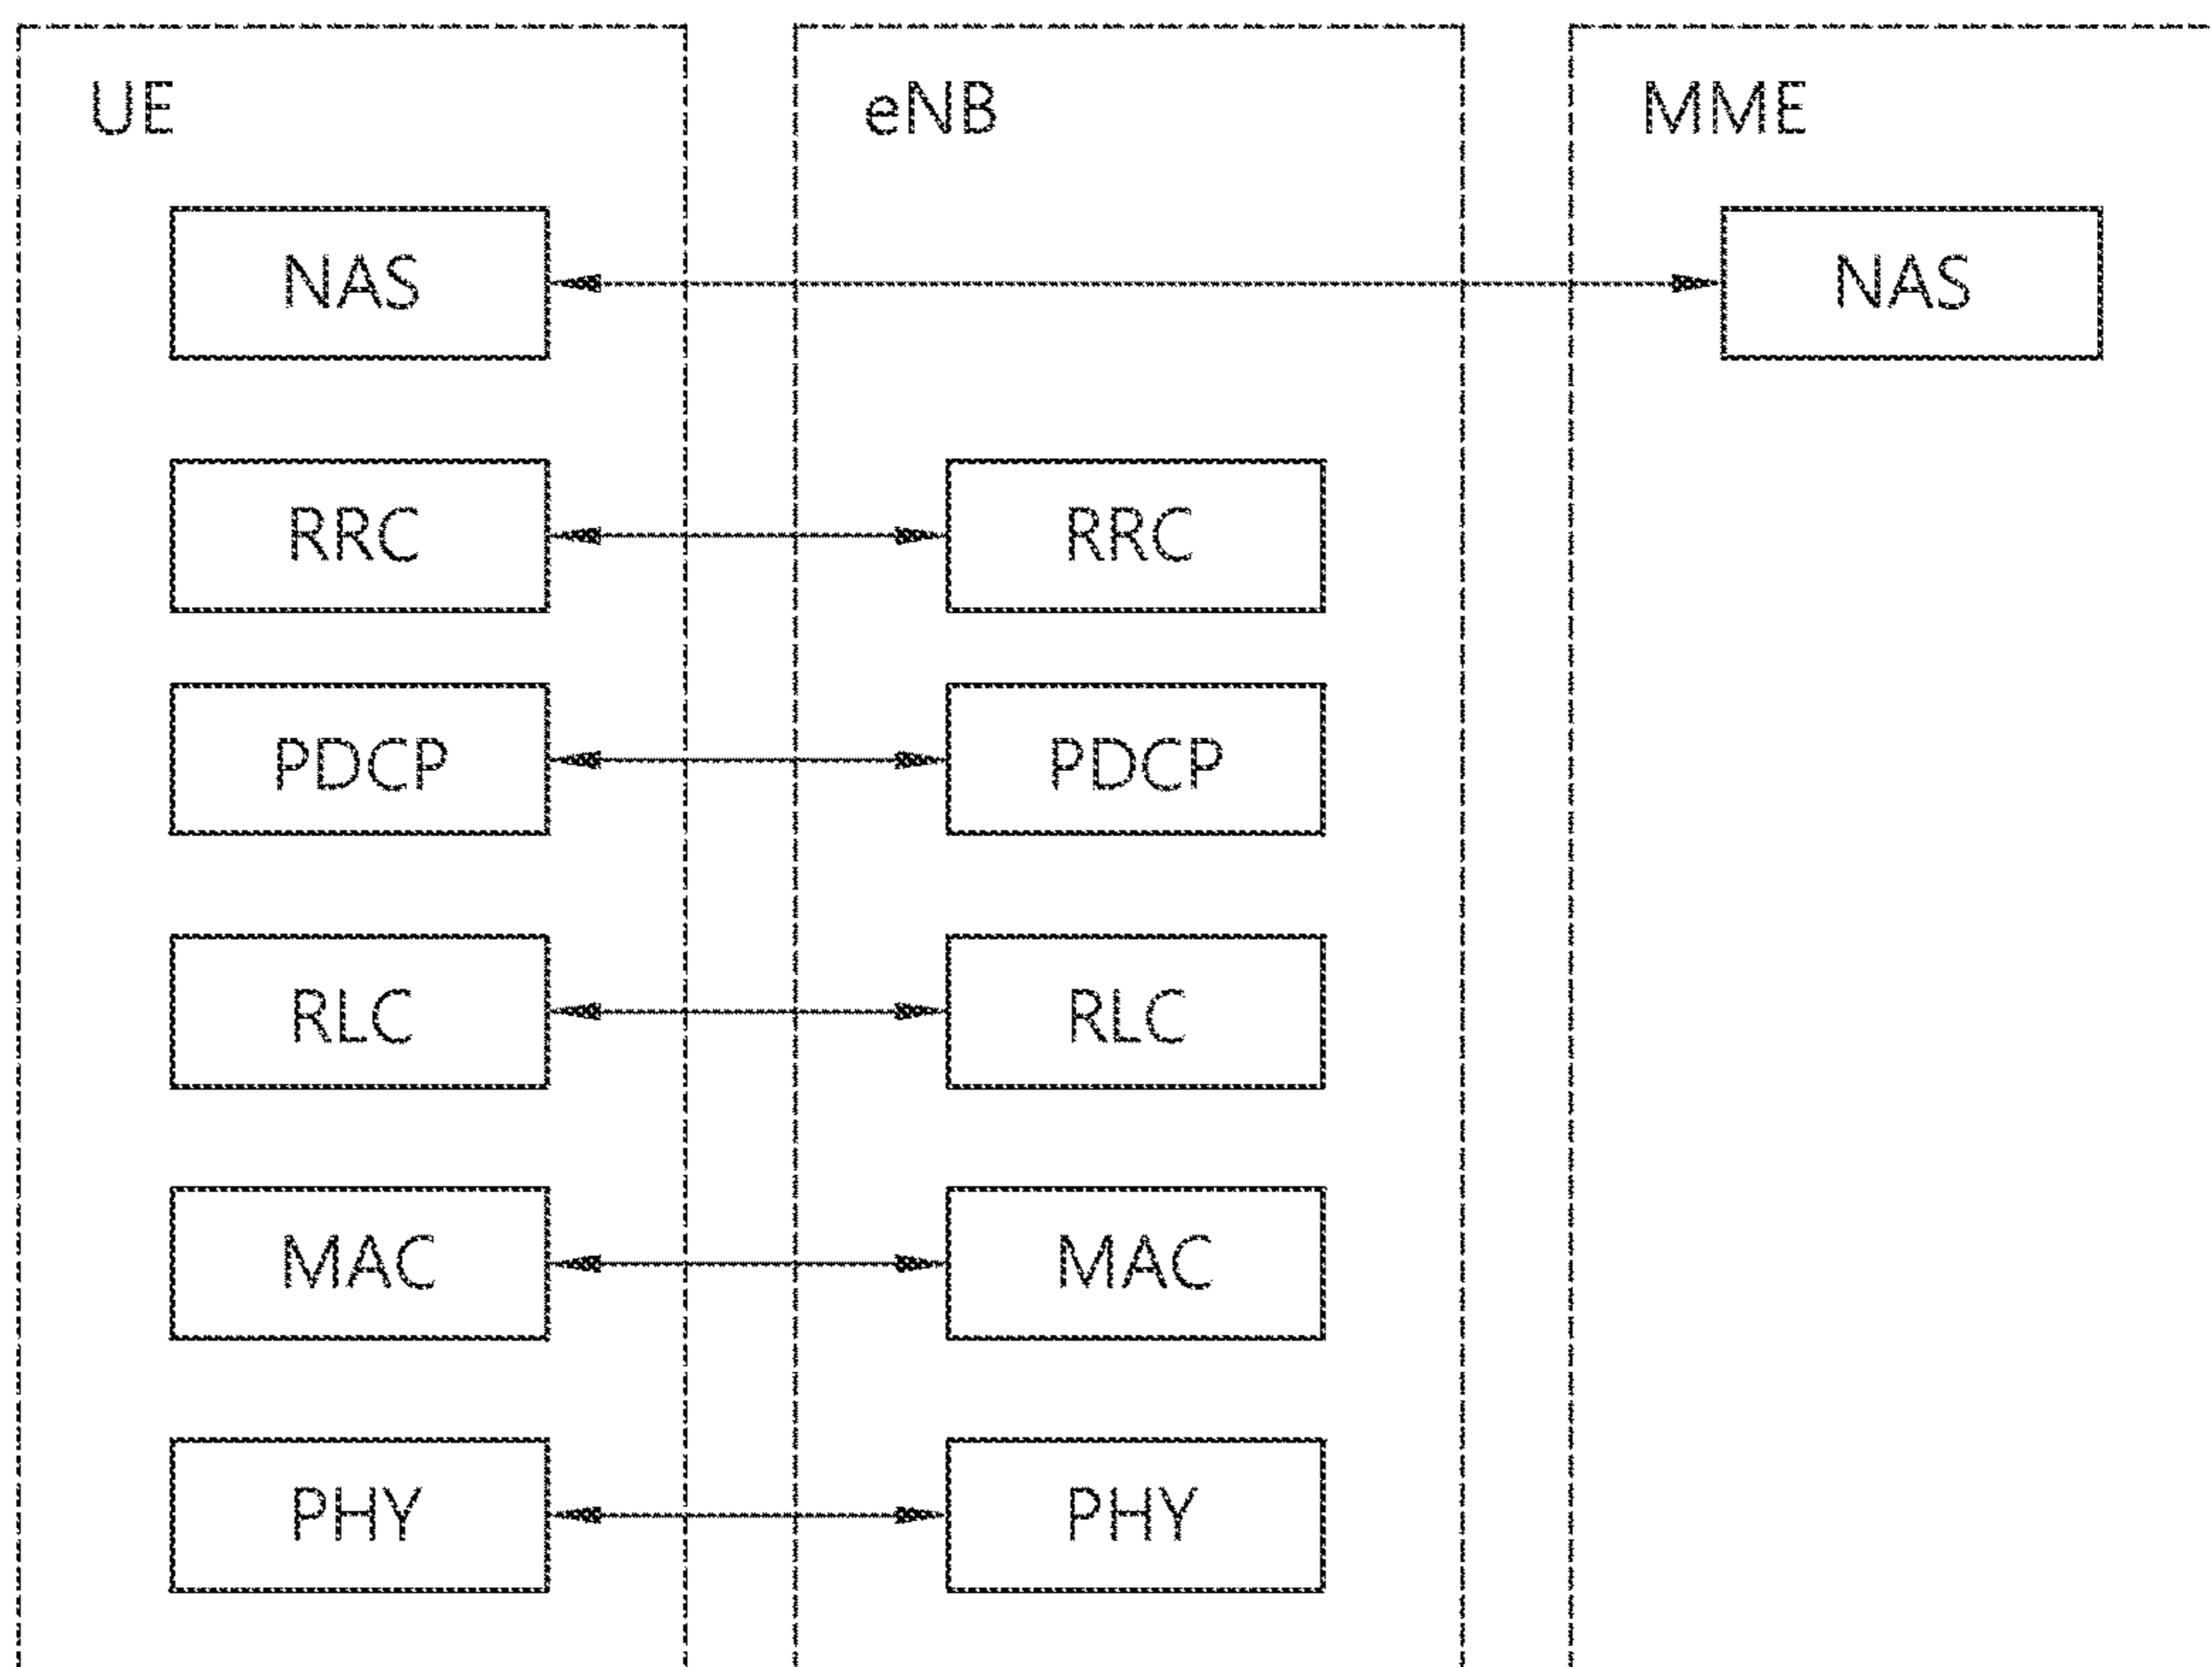 UE eNB MME
NAS NAS
RRC RRC
PDCP PDCP
RLC RLC
MAC MAC
PHY PHY